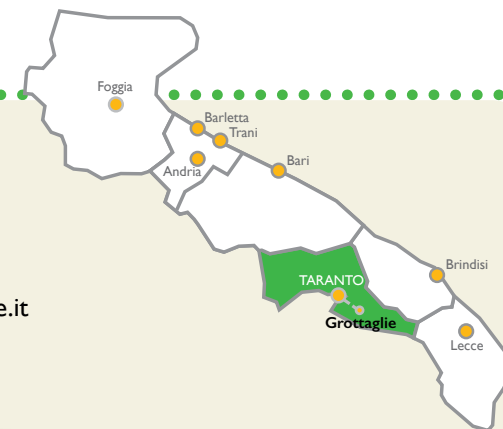 Foggia
Barletta
Trani
Andria
Bari
Brindisi
TARANTO
e.it
Grottaglie
Lecce